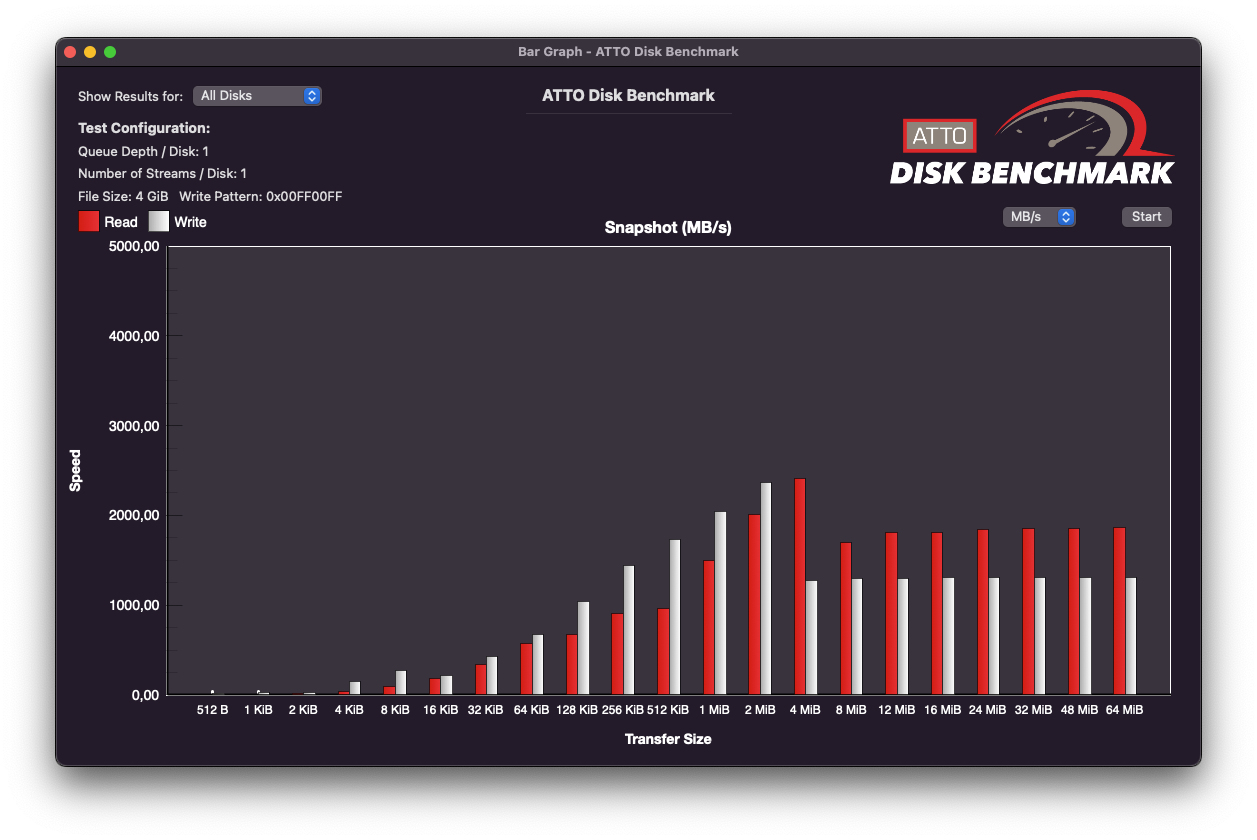 Bar Graph - ATTO Disk Benchmark
Show Results for: All Disks
ATTO Disk Benchmark
Test Configuration:
Queue Depth / Disk: 1
Number of Streams / Disk: 1
File Size: 4 GiB Write Pattern: 0x00FF00FF
ATTO
DISK BENCHMARK
Read Write
Snapshot (MB/s)
MB/s
Start
5000,00
4000,00
3000,00
2000,00
1000,00
0,00
Speed
512 B 1 KiB 2 KiB 4 KiB 8 KiB 16 KiB 32 KiB 64 KiB 128 KiB 256 KiB 512 KiB 1 MiB 2 MiB 4 MiB 8 MiB 12 MiB 16 MiB 24 MiB 32 MiB 48 MiB 64 MiB
Transfer Size